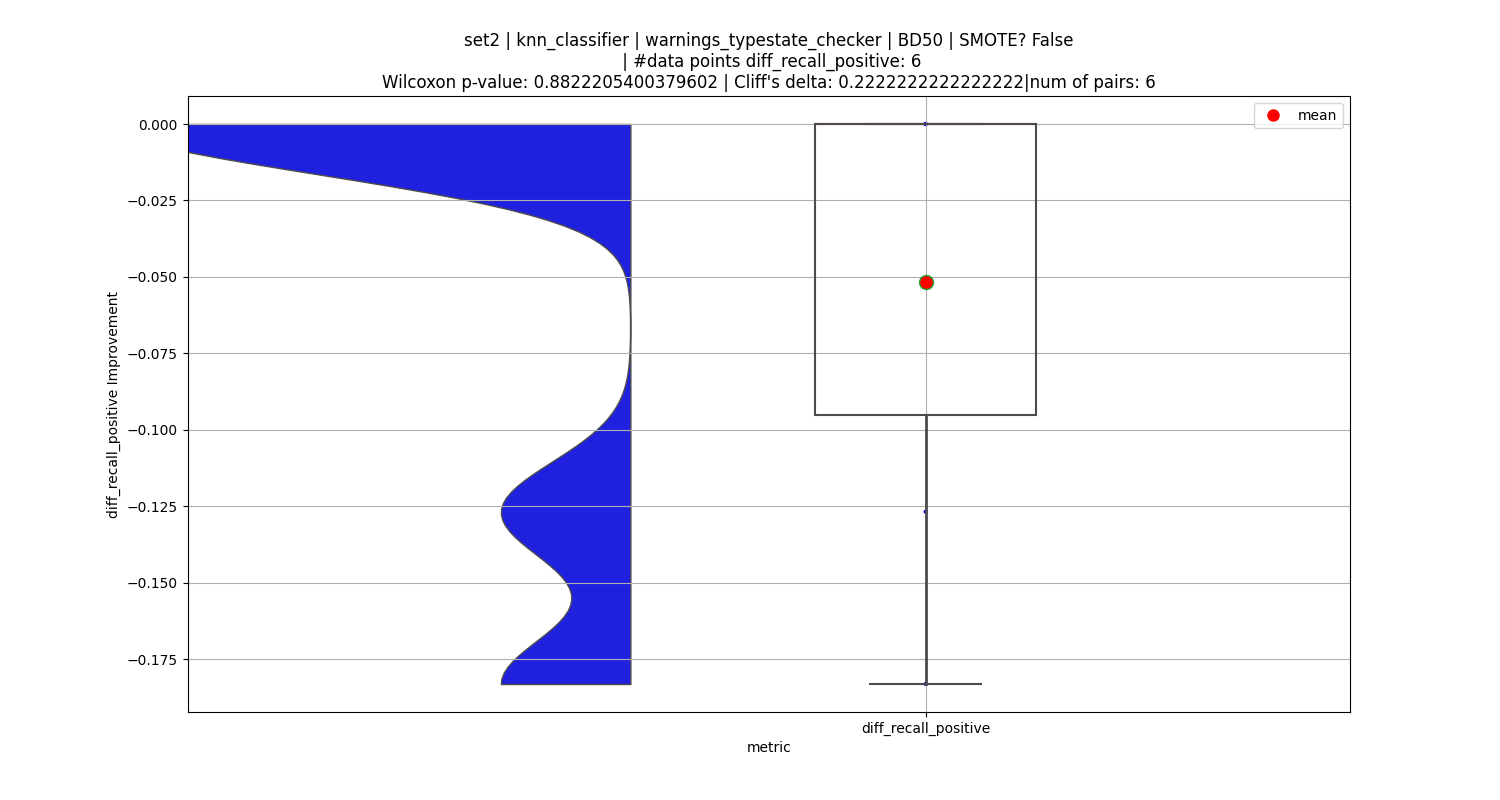 set2 | knn_classifier | warnings_typestate_checker | BD50 | SMOTE? False
| #data points diff_recall_positive: 6
Wilcoxon p-value: 0.8822205400379602 | Cliff's delta: 0.2222222222222222|num of pairs: 6
mean
0.000
−0.025
−0.050
−0.075
−0.100
−0.125
−0.150
−0.175
diff_recall_positive Improvement
diff_recall_positive
metric